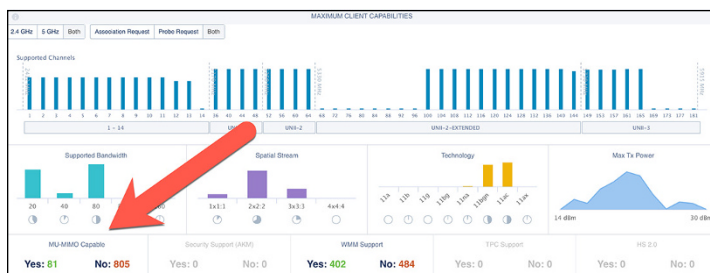 MAXIMUM CLIENT CAPABILITIES
2.4 GHz 5 GHz Both Association Request Probe Request Both
Supported Channels
1 2 3 4 5 6 7 8 9 10 11 12 13 14 36 40 44 48 52 56 60 64 68 72 76 80 84 88 92 96 100 104 108 112 116 120 124 128 132 136 140 144 149 153 157 161 165 169 173 177 181
1 ~ 14 UNII-2 UNII-2-EXTENDED UNII-3
Supported Bandwidth Spatial Stream Technology Max Tx Power
20 40 80 1x1:1 2x2:2 3x3:3 4x4:4 11a 11b 11g 11bg 11na 11bgn 11ac 11ax
14 dBm 30 dBm
MU-MIMO Capable Security Support (AKM) WMM Support TPC Support HS 2.0
Yes: 81 No: 805 Yes: 0 No: 0 Yes: 402 No: 484 Yes: 0 No: 0 Yes: 0 No: 0